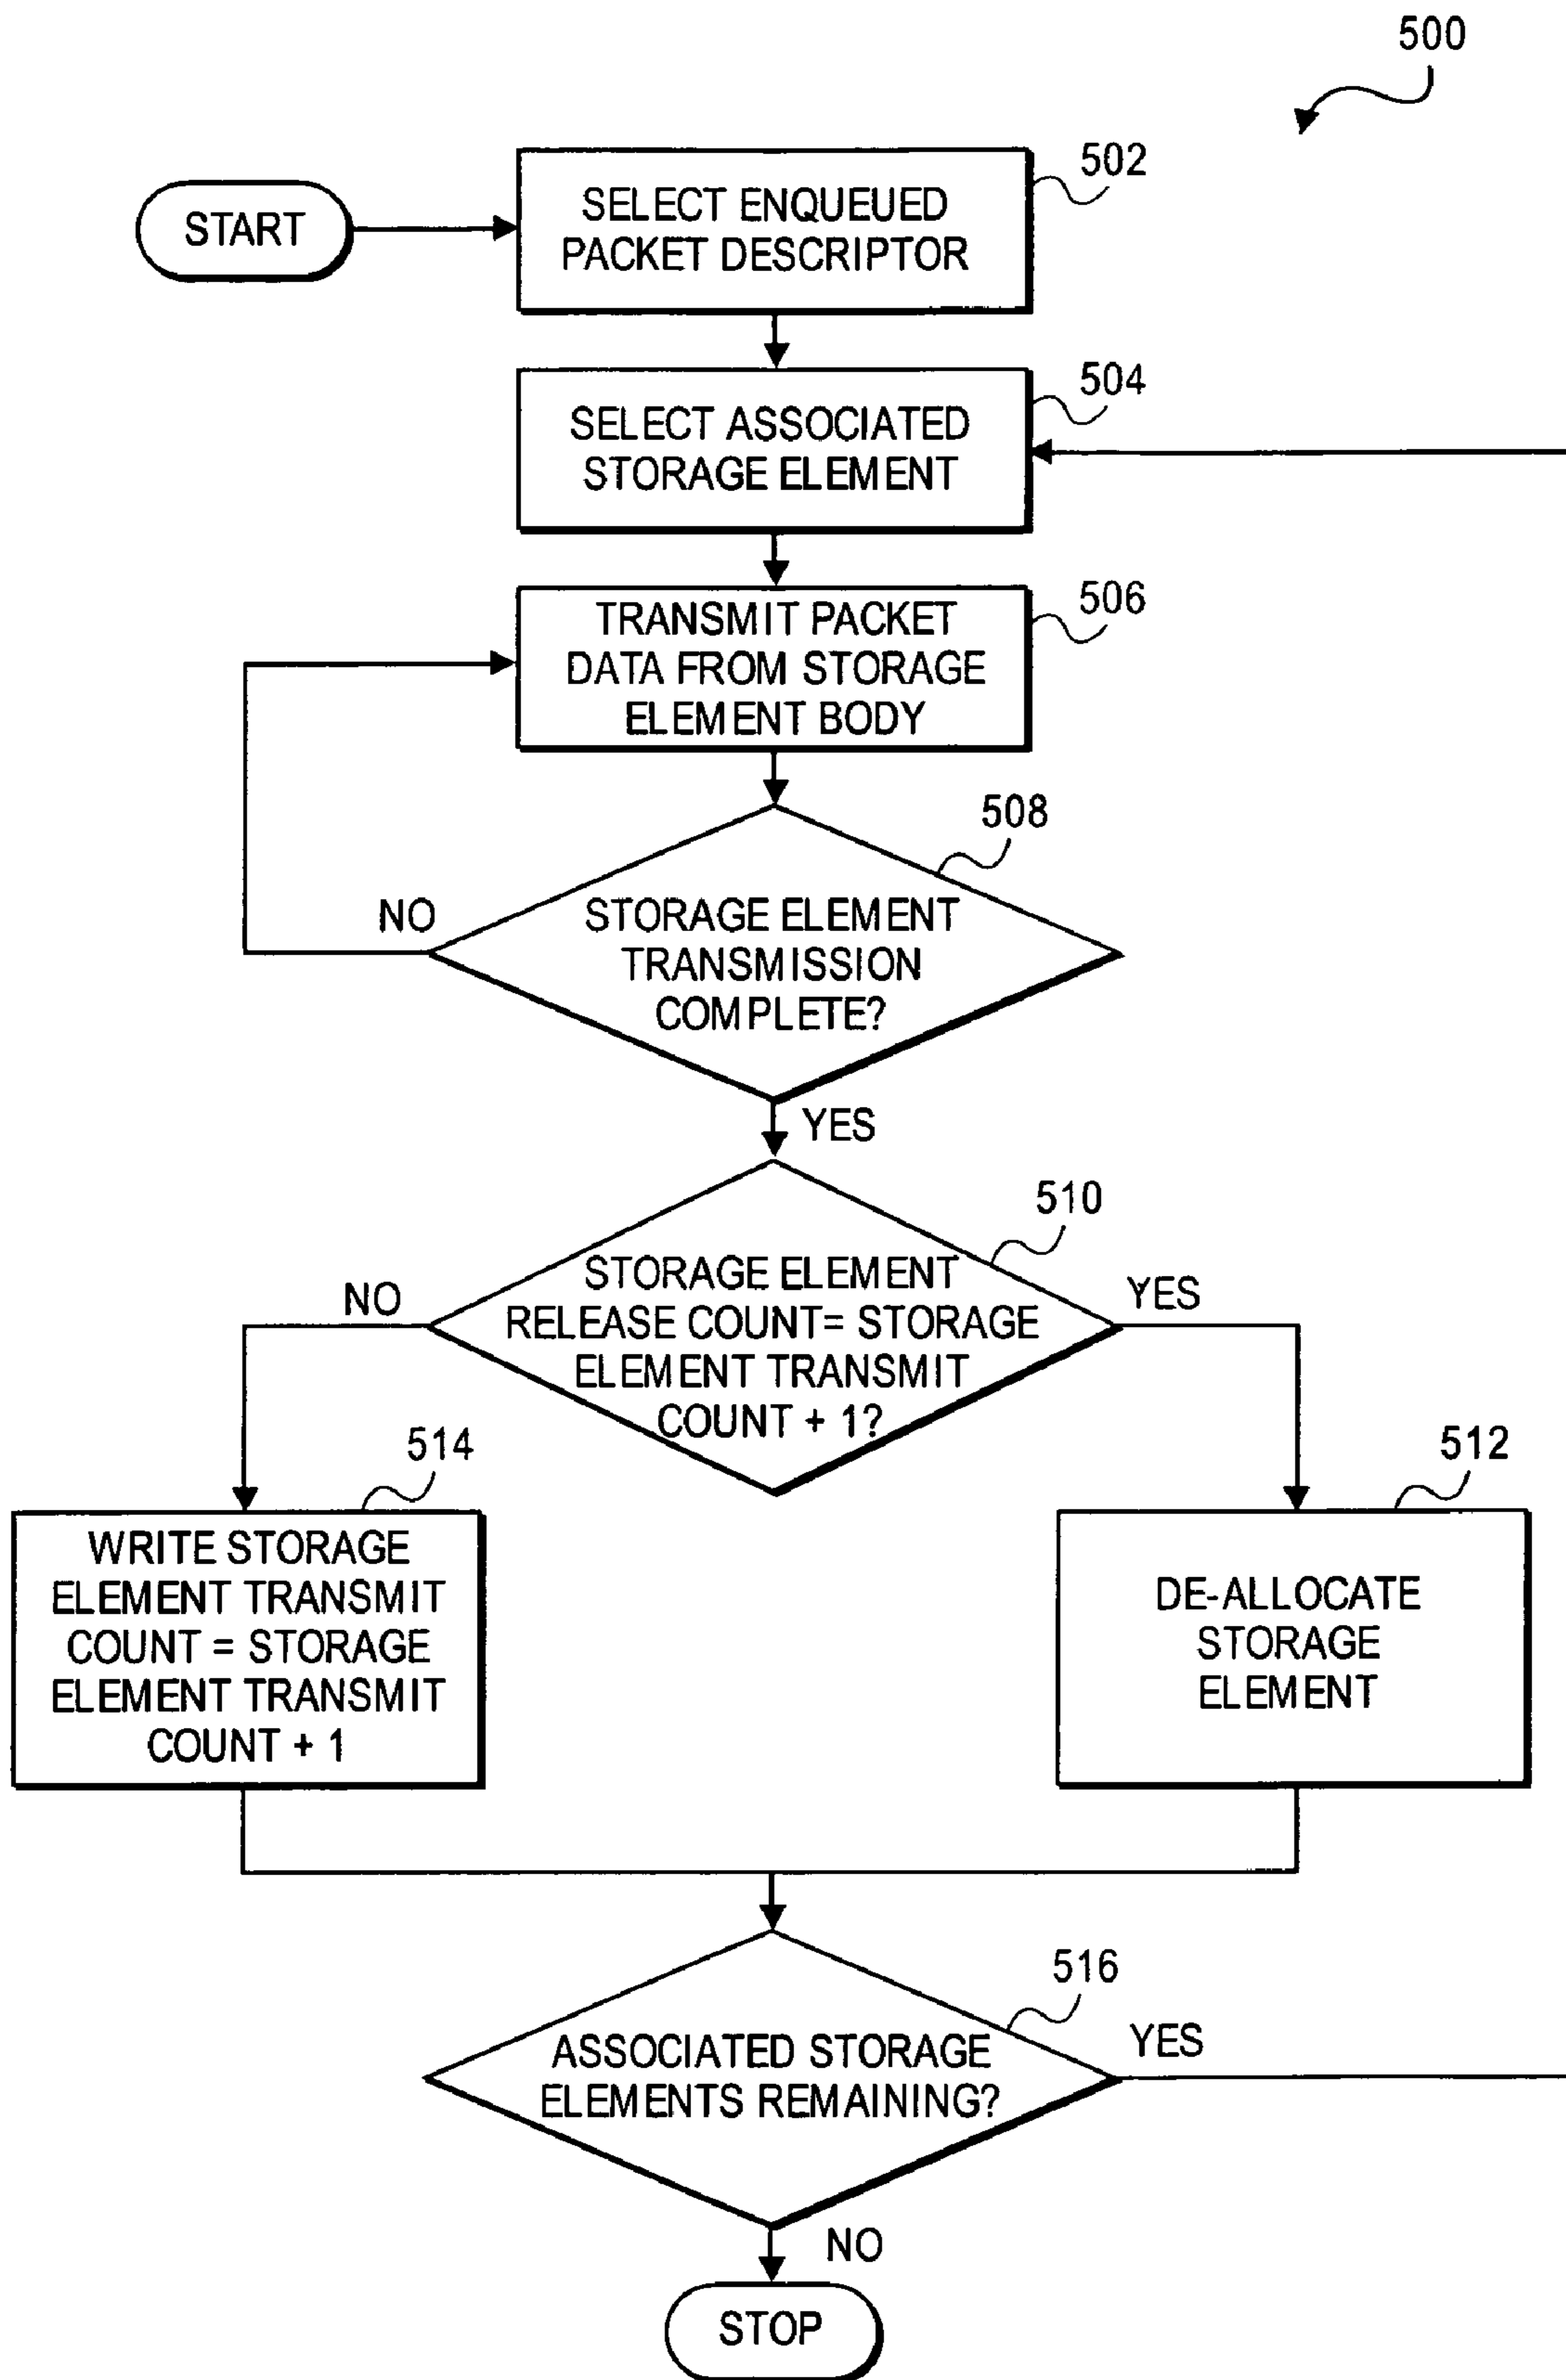 500
START
SELECT ENQUEUED
PACKET DESCRIPTOR
502
SELECT ASSOCIATED
STORAGE ELEMENT
504
TRANSMIT PACKET
DATA FROM STORAGE
ELEMENT BODY
506
508
NO
STORAGE ELEMENT
TRANSMISSION
COMPLETE?
YES
510
NO
STORAGE ELEMENT
RELEASE COUNT= STORAGE
ELEMENT TRANSMIT
COUNT + 1?
YES
514
WRITE STORAGE
ELEMENT TRANSMIT
COUNT = STORAGE
ELEMENT TRANSMIT
COUNT + 1
512
DE-ALLOCATE
STORAGE
ELEMENT
516
ASSOCIATED STORAGE
ELEMENTS REMAINING?
YES
NO
STOP